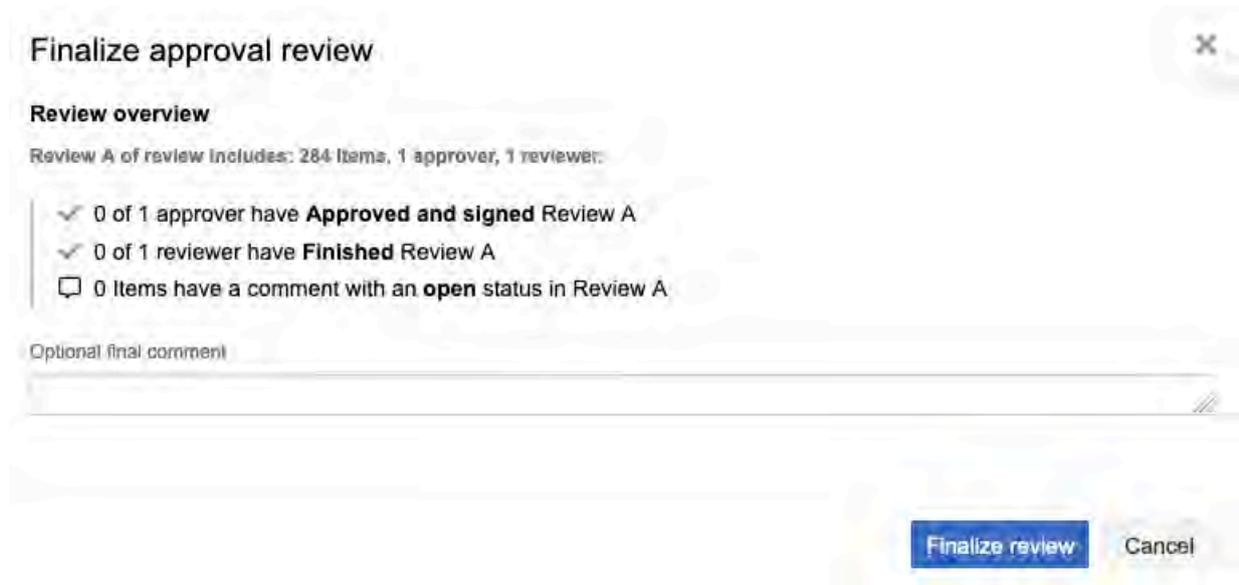 Finalize approval review
Review overview
Review A of review includes: 284 Items, 1 approver, 1 reviewer.
0 of 1 approver have Approved and signed Review A
0 of 1 reviewer have Finished Review A
0 Items have a comment with an open status in Review A
Optional final comment
Finalize review Cancel